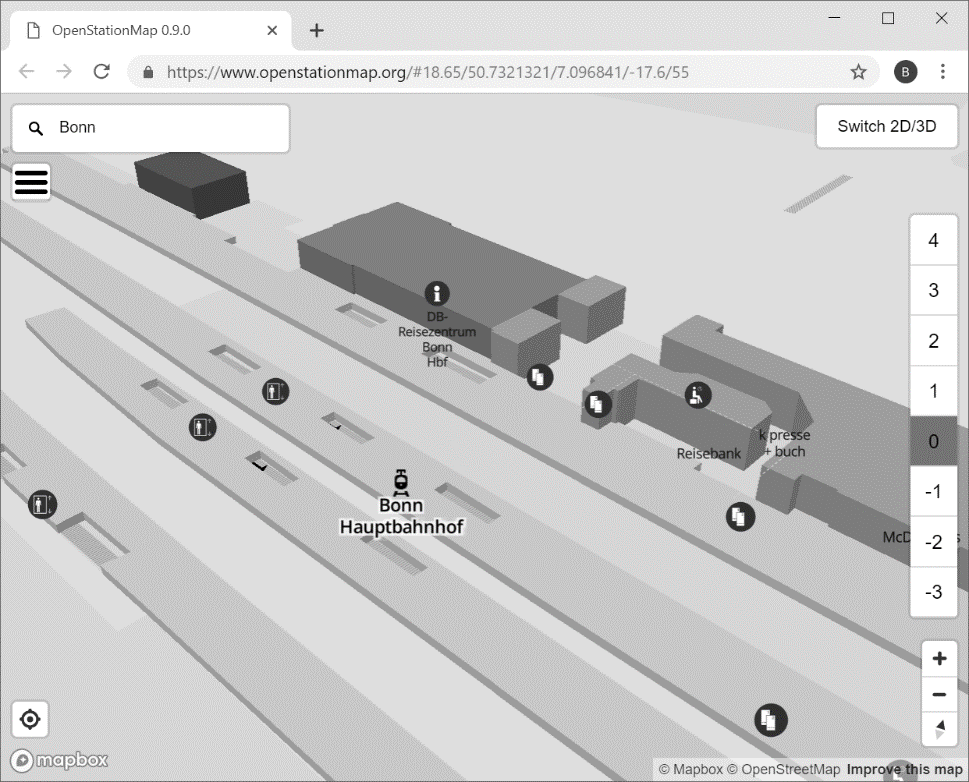 OpenStationMap 0.9.0
https://www.openstationmap.org/#18.65/50.7321321/7.096841/-17.6/55
B
Bonn
Switch 2D/3D
4
3
2
1
0
-1
-2
-3
DB-
Reisezentrum
Bonn
Hbf
Reisebank
k presse
+ buch
Bonn
Hauptbahnhof
McD
s
mapbox
© Mapbox © OpenStreetMap Improve this map